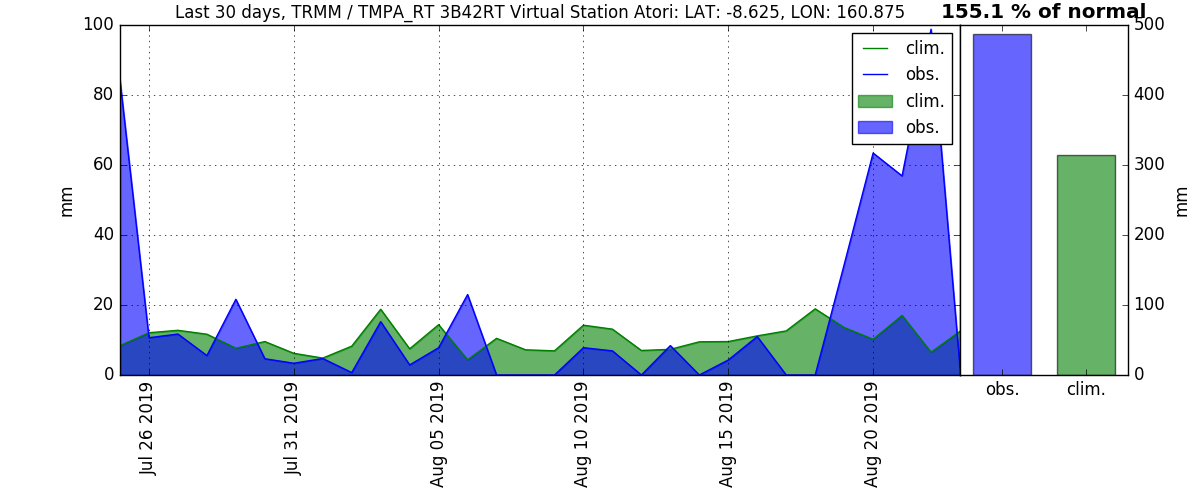 Last 30 days, TRMM / TMPA_RT 3B42RT Virtual Station Atori: LAT: -8.625, LON: 160.875
155.1 % of normal
100
80
60
40
20
0
mm
clim.
obs.
clim.
obs.
500
400
300
200
100
0
mm
Jul 26 2019
Jul 31 2019
Aug 05 2019
Aug 10 2019
Aug 15 2019
Aug 20 2019
obs.
clim.